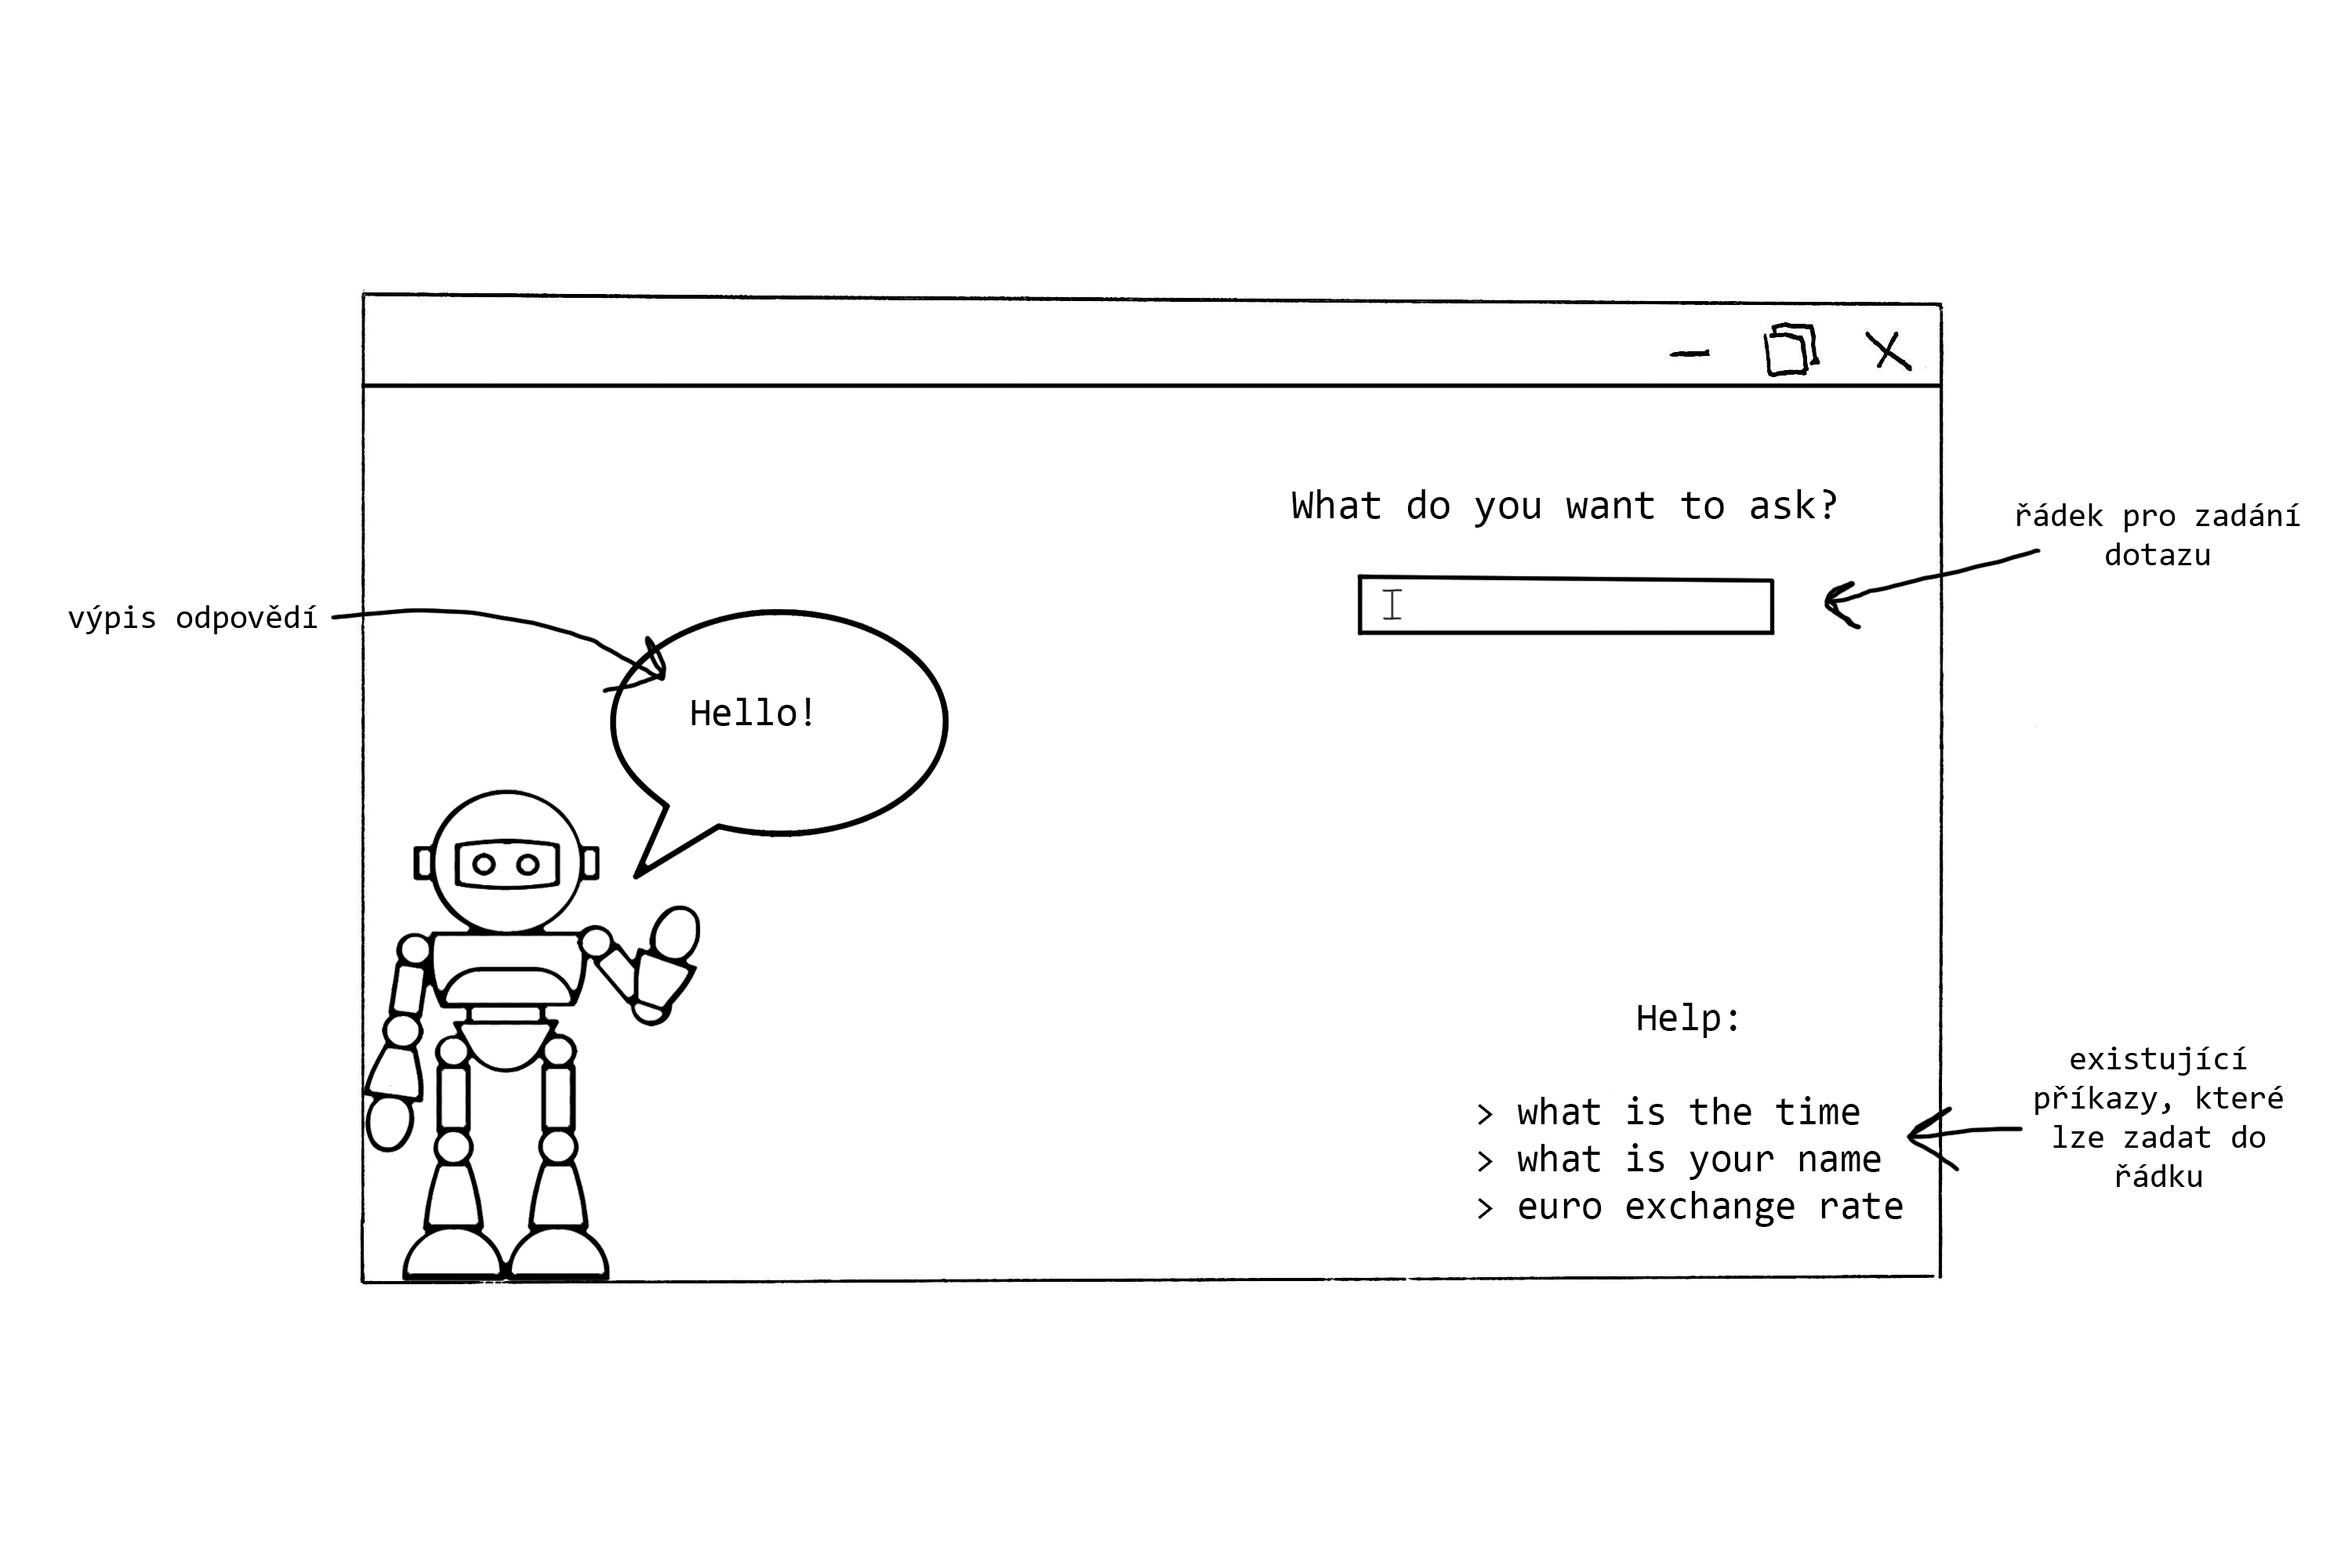 What do you want to ask?
řádek pro zadání
dotazu
výpis odpovědí
Hello!
Help:
> what is the time
> what is your name
> euro exchange rate
existující
příkazy, které
lze zadat do
řádku